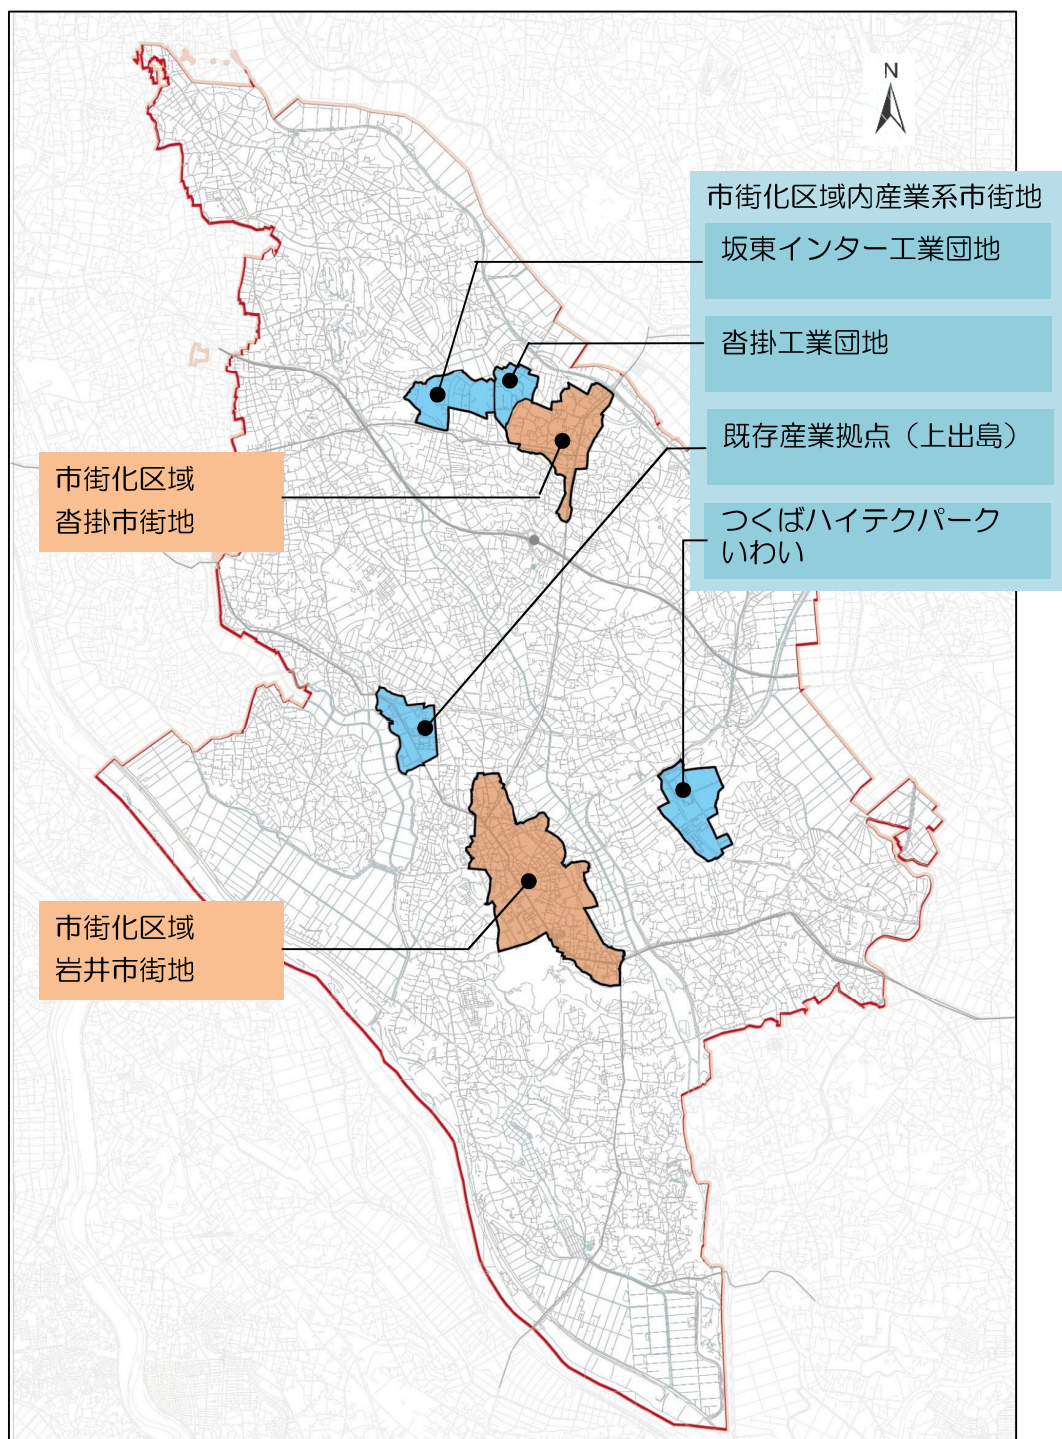 N
市街化区域内産業系市街地
坂東インター工業団地
沓掛工業団地
既存産業拠点（上出島）
つくばハイテクパーク
いわい
市街化区域
沓掛市街地
市街化区域
岩井市街地